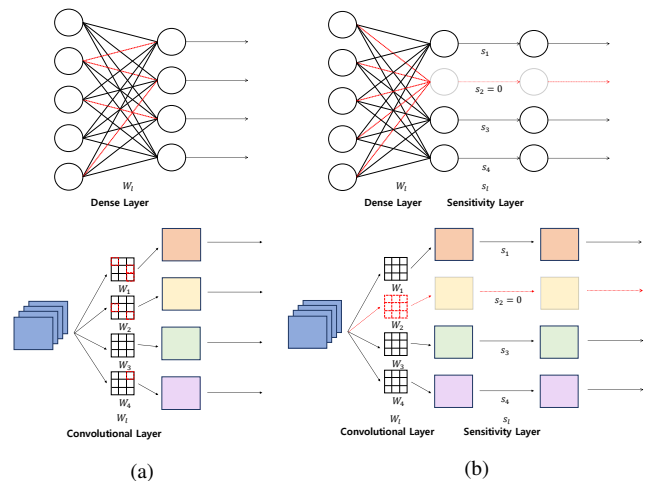 W_l
Dense Layer
s_1
s_2 = 0
s_3
s_4
W_l s_l
Dense Layer Sensitivity Layer
W_1
W_2
W_3
W_4
W_l
Convolutional Layer
(a)
s_1
W_1
s_2 = 0
W_2
s_3
W_3
s_4
W_4
W_l s_l
Convolutional Layer Sensitivity Layer
(b)